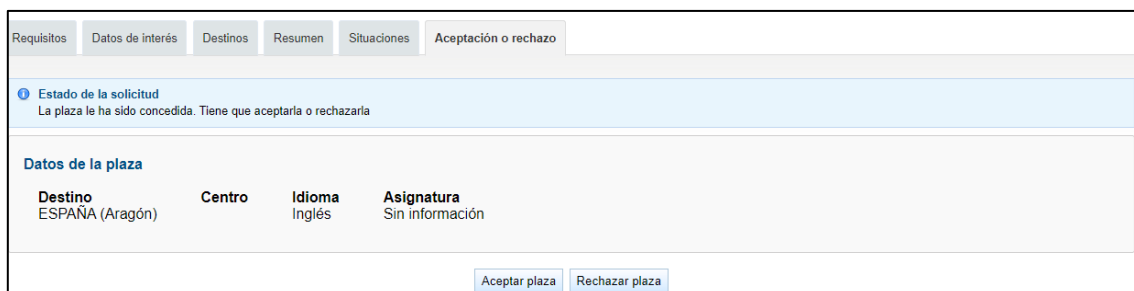 Requisitos Datos de interés Destinos Resumen Situaciones Aceptación o rechazo
Estado de la solicitud
La plaza le ha sido concedida. Tiene que aceptarla o rechazarla
Datos de la plaza
Destino Centro Idioma Asignatura
ESPAÑA (Aragón) Inglés Sin información
Aceptar plaza Rechazar plaza